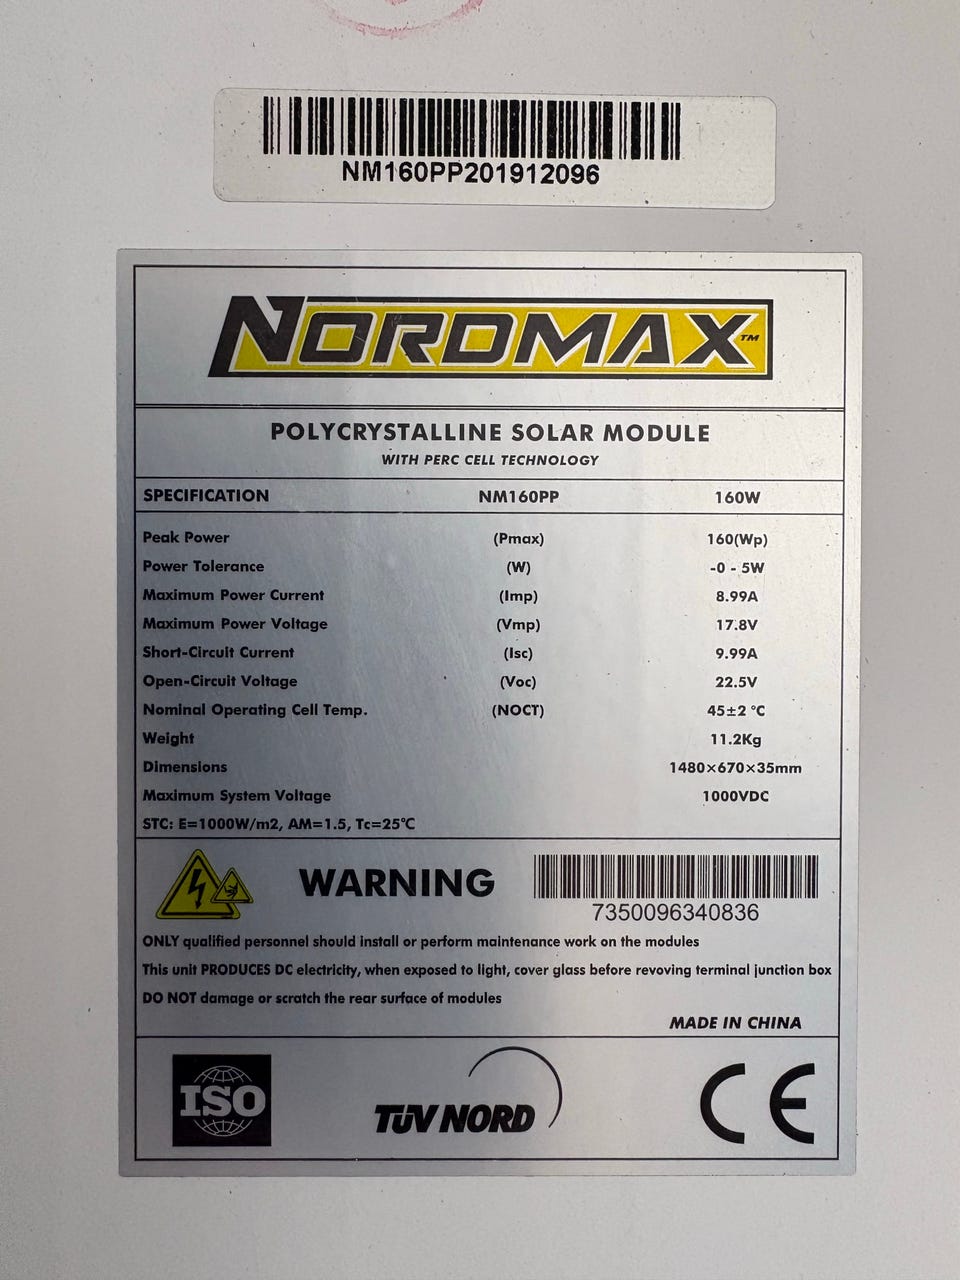 NM160PP201912096
NORDMAX™
POLYCRYSTALLINE SOLAR MODULE
WITH PERC CELL TECHNOLOGY
SPECIFICATION NM160PP 160W
Peak Power (Pmax) 160(Wp)
Power Tolerance (W) -0 - 5W
Maximum Power Current (Imp) 8.99A
Maximum Power Voltage (Vmp) 17.8V
Short-Circuit Current (Isc) 9.99A
Open-Circuit Voltage (Voc) 22.5V
Nominal Operating Cell Temp. (NOCT) 45±2 °C
Weight 11.2Kg
Dimensions 1480×670×35mm
Maximum System Voltage 1000VDC
STC: E=1000W/m2, AM=1.5, Tc=25℃
WARNING
7350096340836
ONLY qualified personnel should install or perform maintenance work on the modules
This unit PRODUCES DC electricity, when exposed to light, cover glass before revoving terminal junction box
DO NOT damage or scratch the rear surface of modules
MADE IN CHINA
ISO TÜV NORD CE